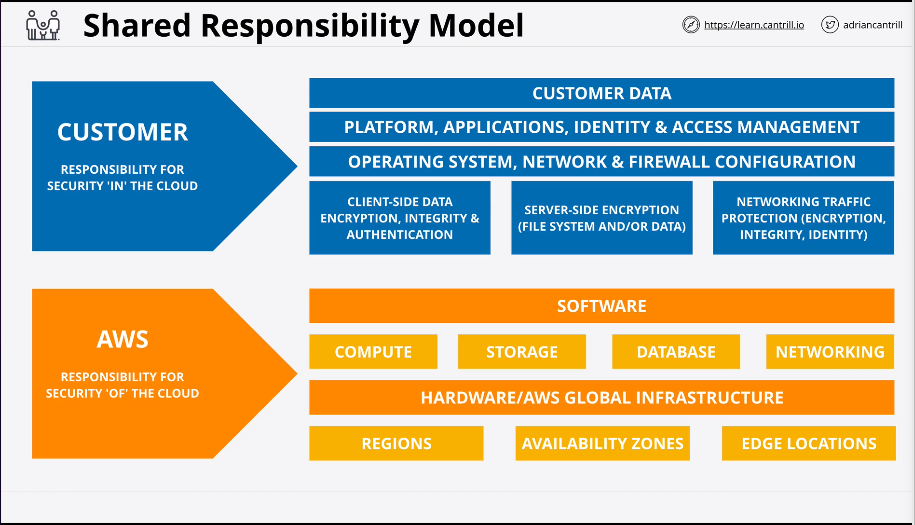 Shared Responsibility Model
https://learn.cantrill.io
adriancantrill
CUSTOMER
RESPONSIBILITY FOR
SECURITY 'IN' THE CLOUD
CUSTOMER DATA
PLATFORM, APPLICATIONS, IDENTITY & ACCESS MANAGEMENT
OPERATING SYSTEM, NETWORK & FIREWALL CONFIGURATION
CLIENT-SIDE DATA
ENCRYPTION, INTEGRITY &
AUTHENTICATION
SERVER-SIDE ENCRYPTION
(FILE SYSTEM AND/OR DATA)
NETWORKING TRAFFIC
PROTECTION (ENCRYPTION,
INTEGRITY, IDENTITY)
AWS
RESPONSIBILITY FOR
SECURITY 'OF' THE CLOUD
SOFTWARE
COMPUTE
STORAGE
DATABASE
NETWORKING
HARDWARE/AWS GLOBAL INFRASTRUCTURE
REGIONS
AVAILABILITY ZONES
EDGE LOCATIONS